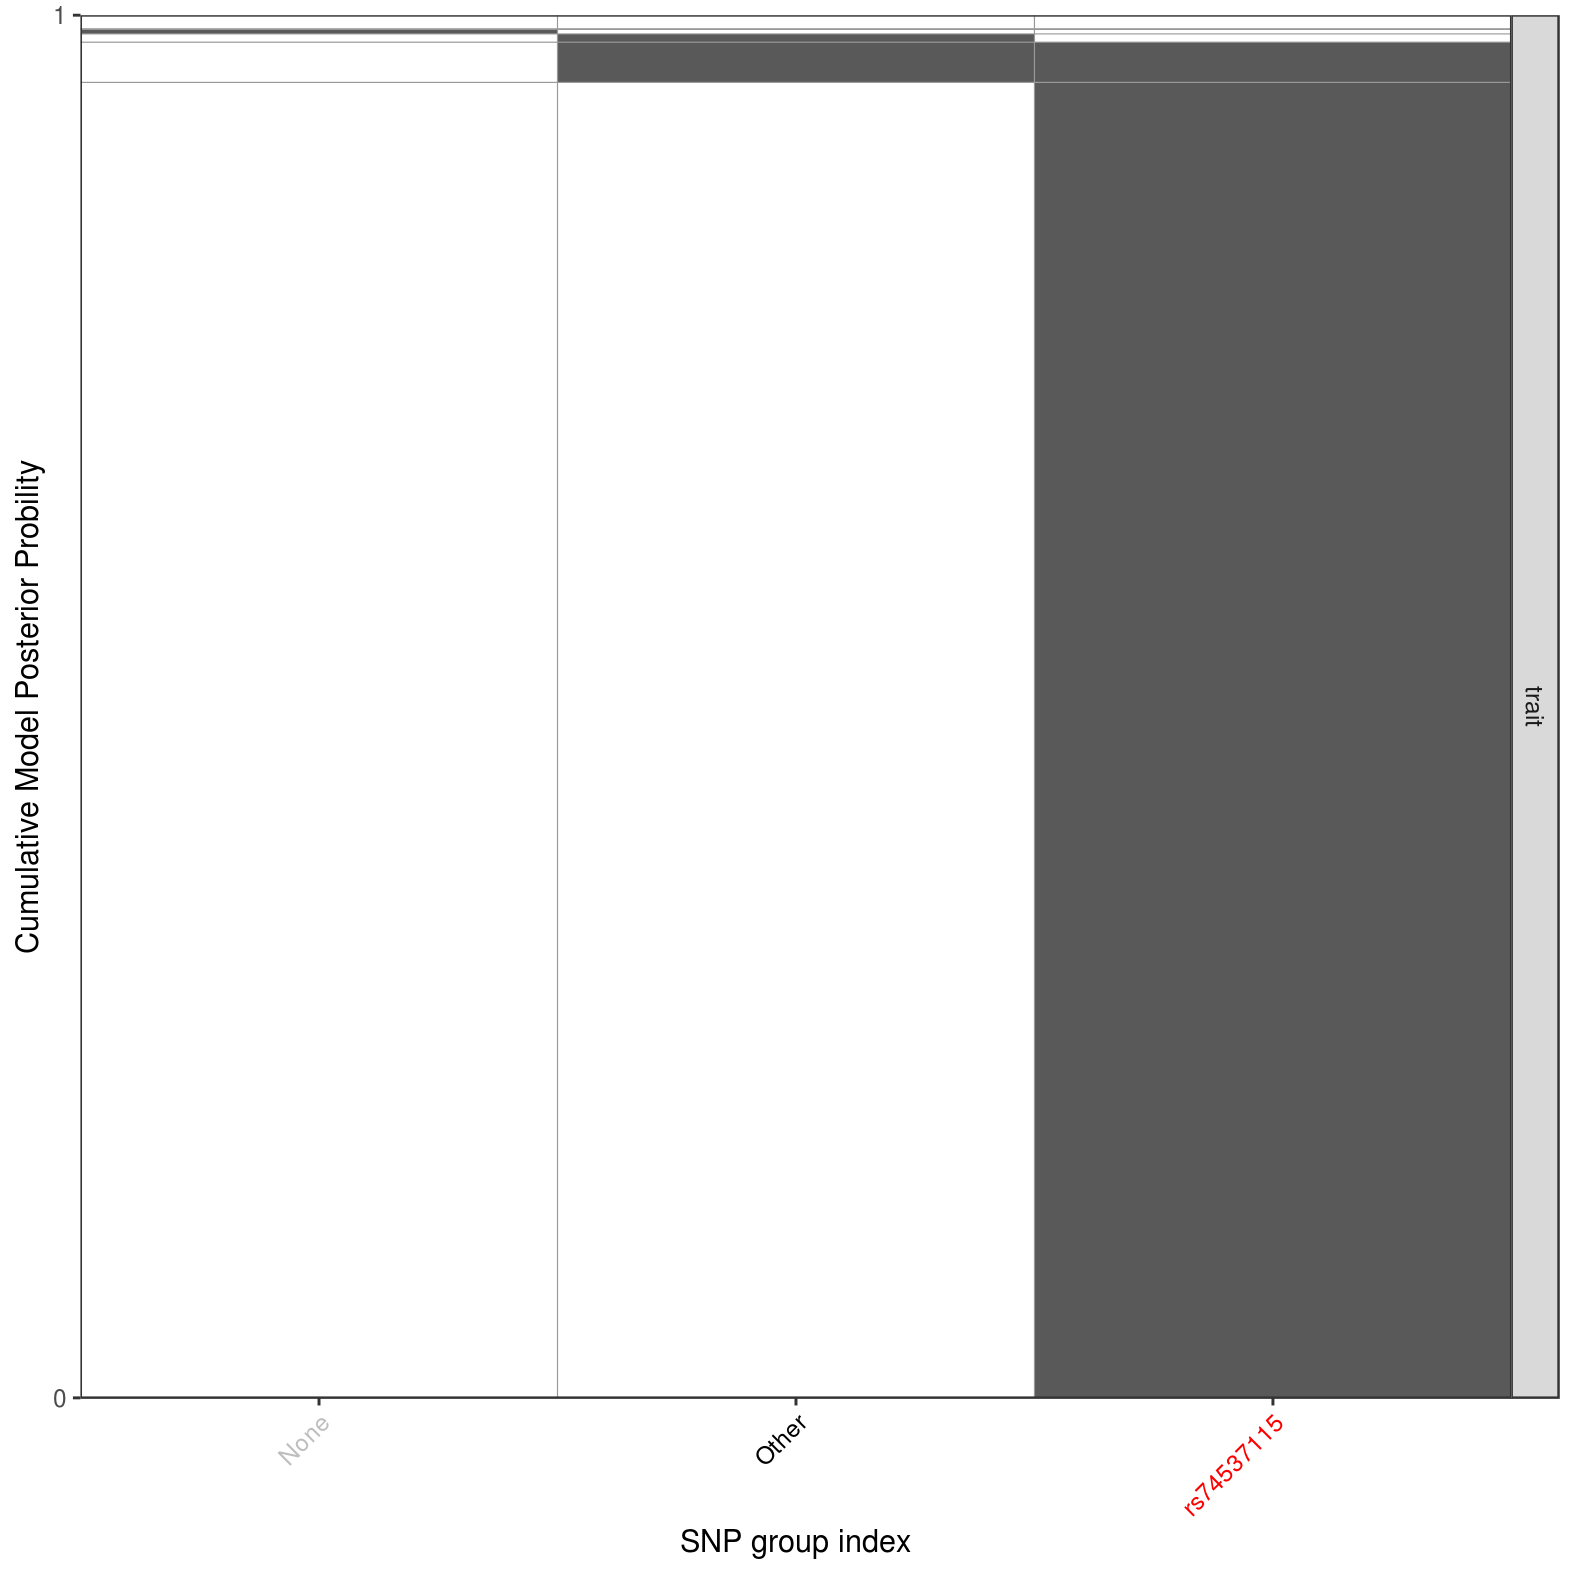 1
Cumulative Model Posterior Probility
trait
0
None
Other
rs74537115
SNP group index